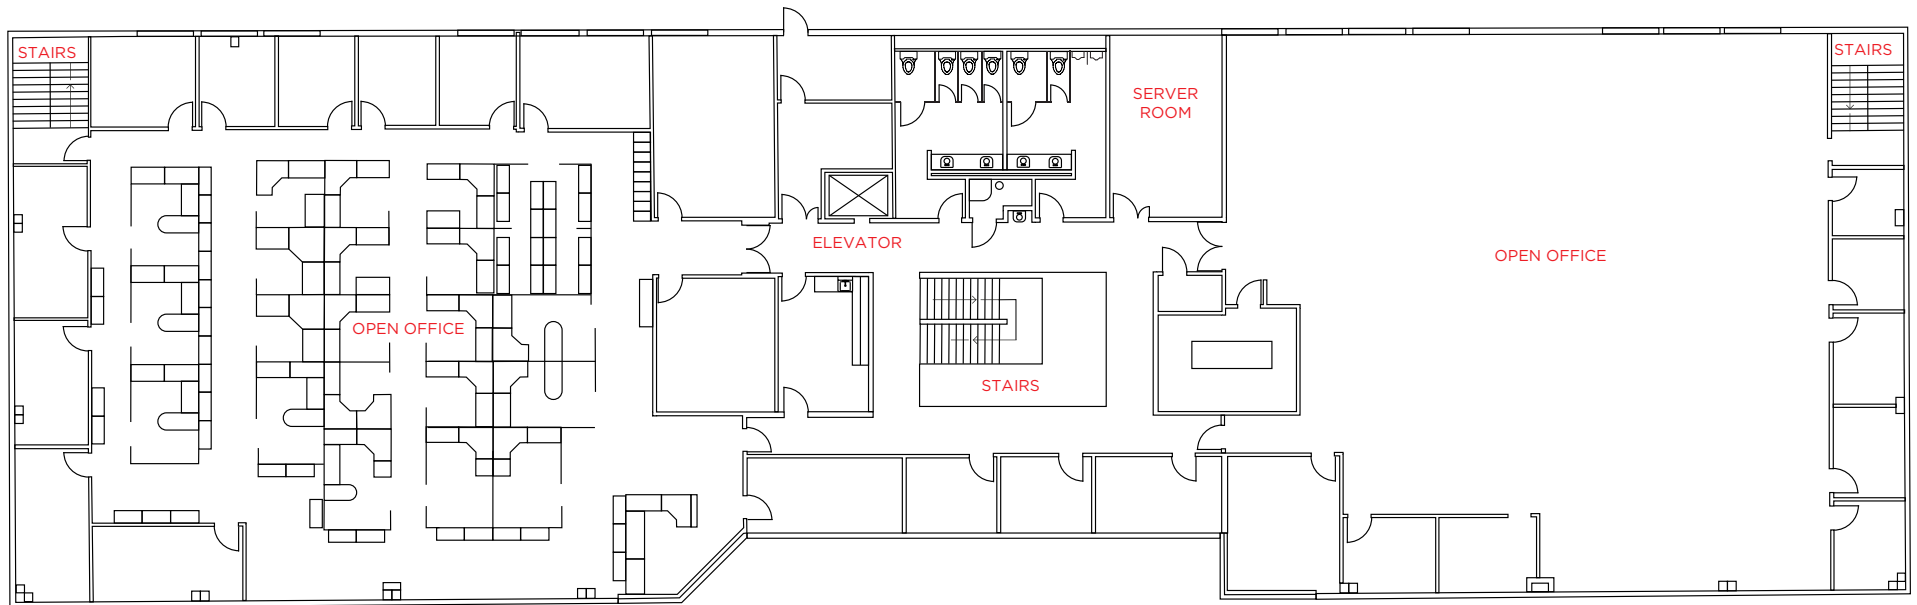 STAIRS
STAIRS
SERVER
ROOM
ELEVATOR
OPEN OFFICE
OPEN OFFICE
STAIRS